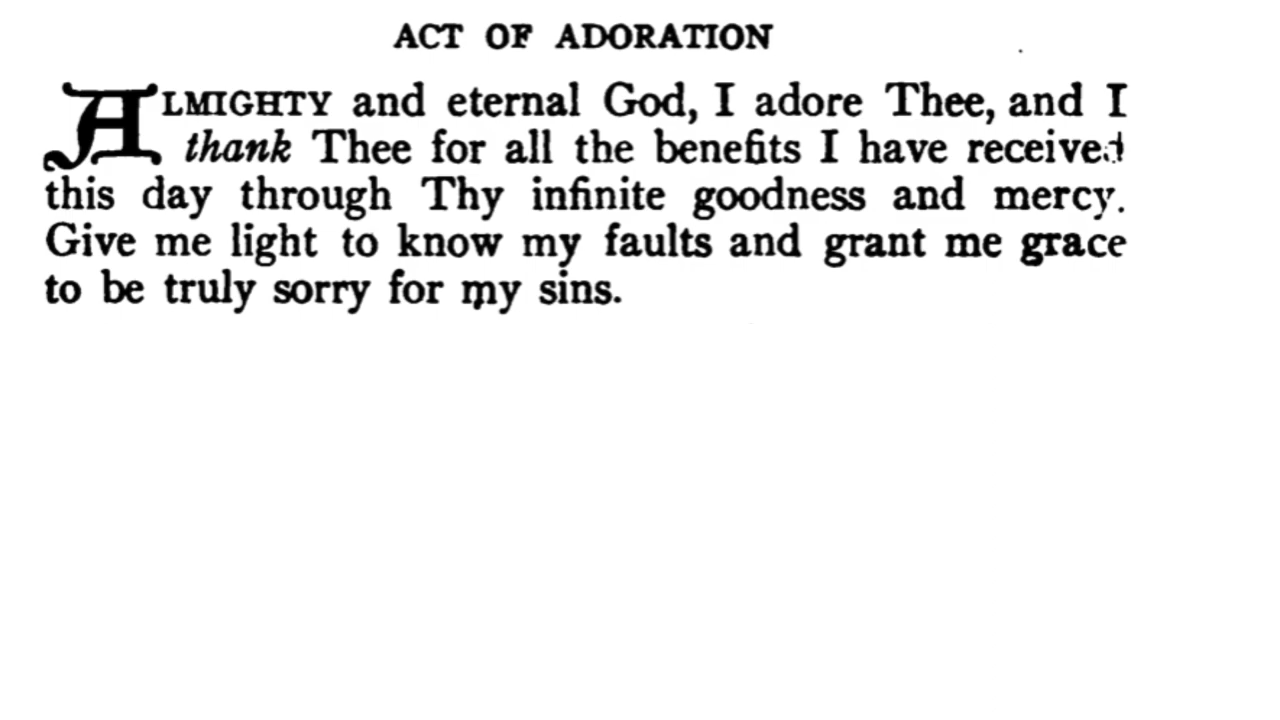 ACT OF ADORATION
ALMIGHTY and eternal God, I adore Thee, and I
thank Thee for all the benefits I have received
this day through Thy infinite goodness and mercy.
Give me light to know my faults and grant me grace
to be truly sorry for my sins.